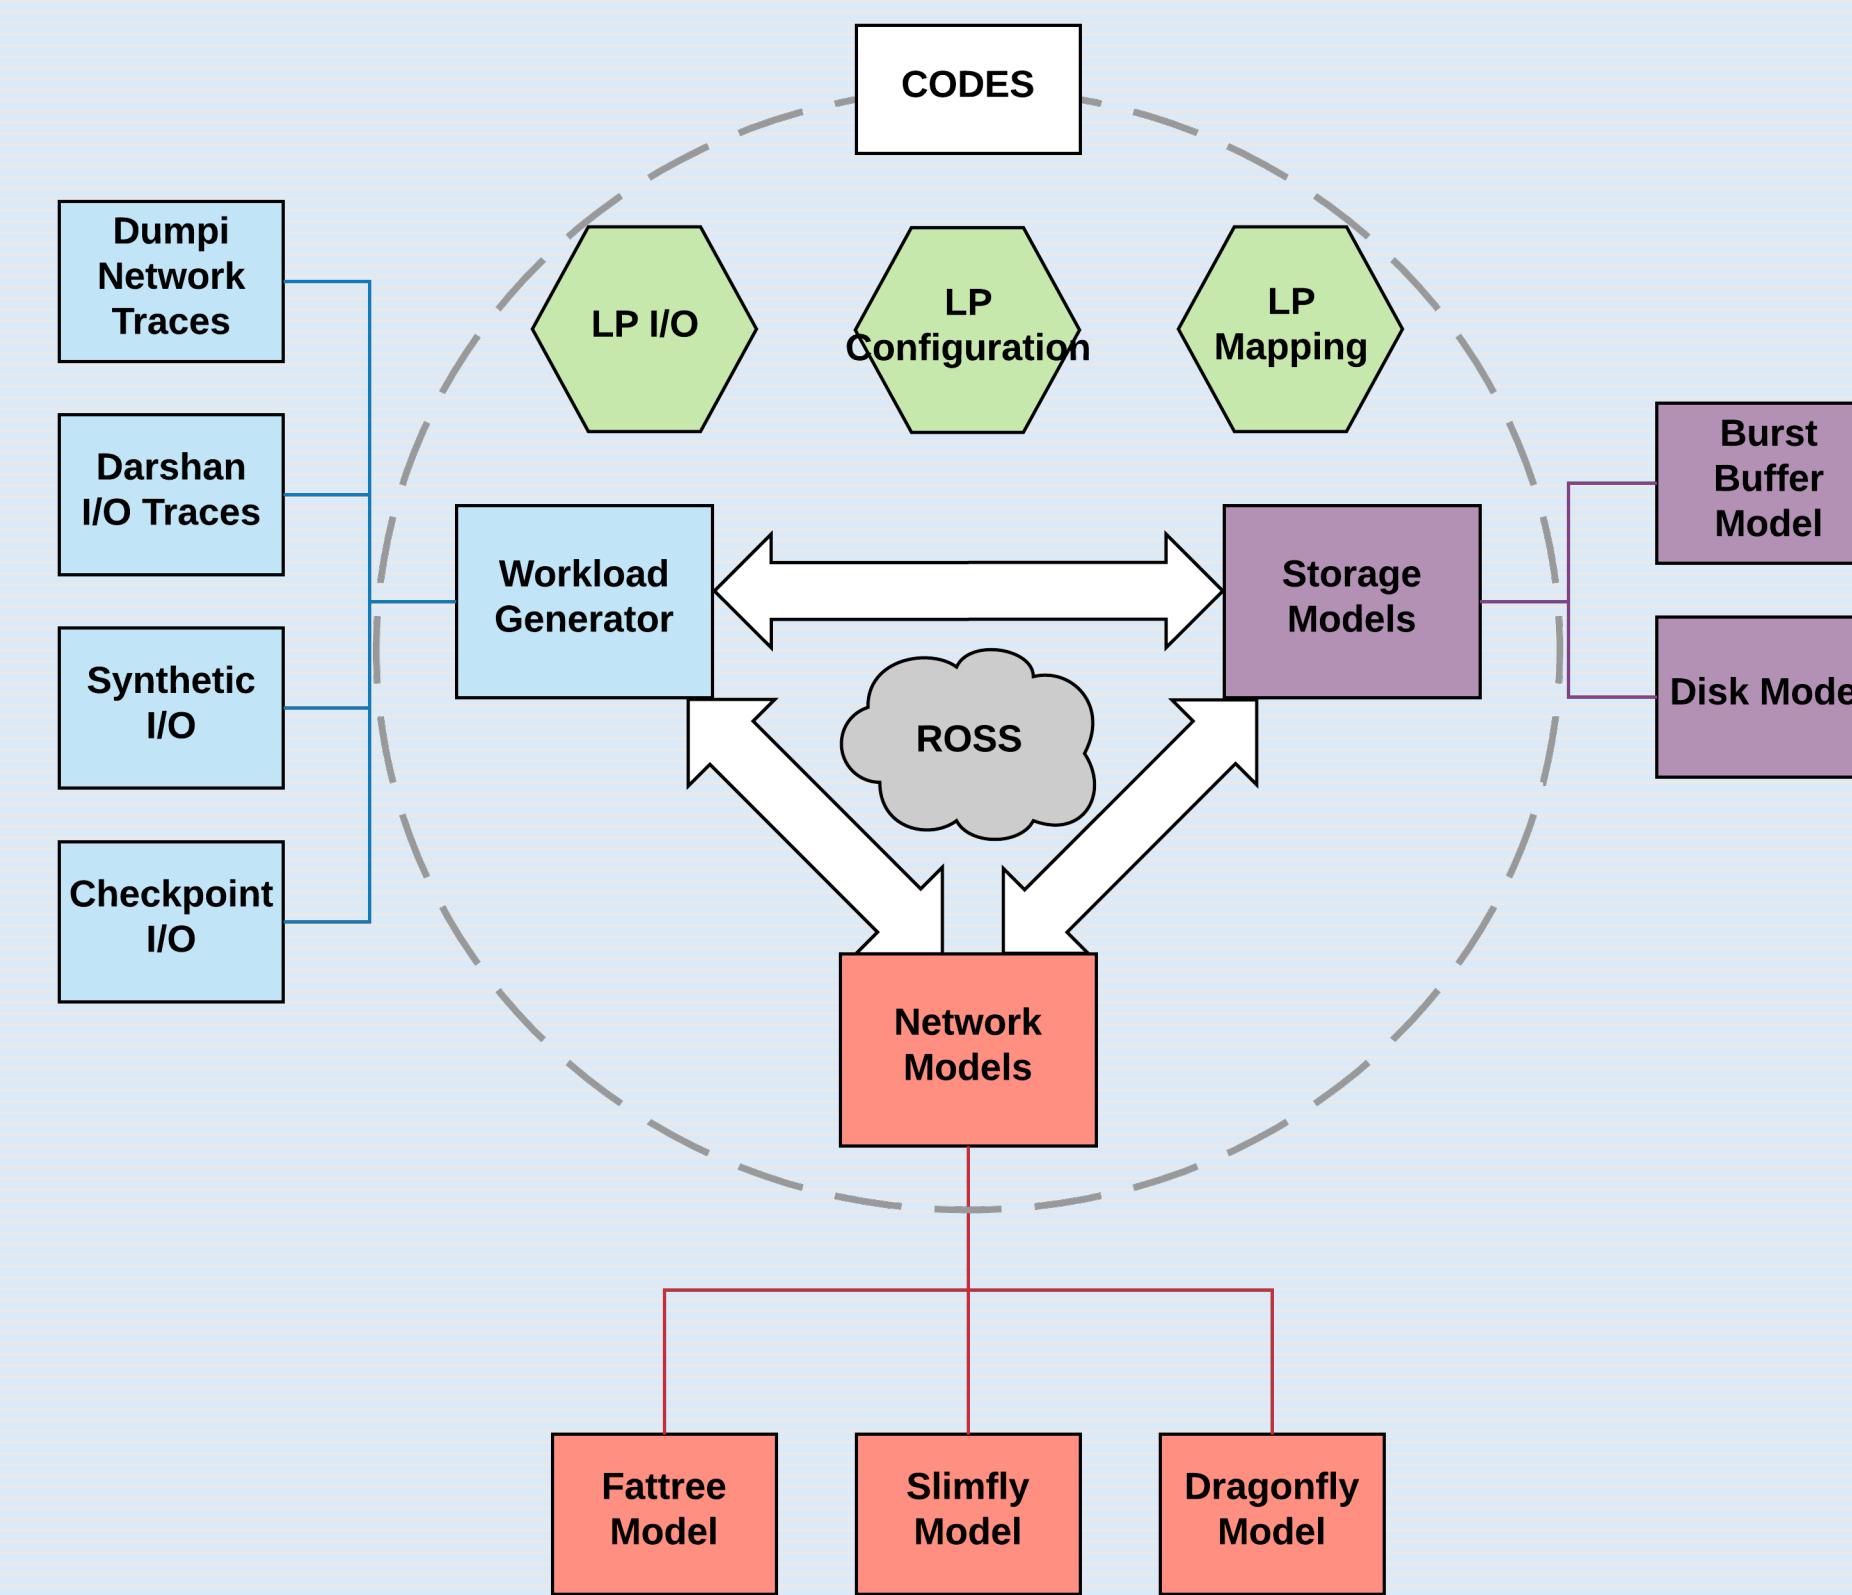 CODES
Dumpi
Network
Traces
LP I/O
LP
Configuration
LP
Mapping
Darshan
I/O Traces
Burst
Buffer
Model
Workload
Generator
Storage
Models
Synthetic
I/O
ROSS
Disk Mode
Checkpoint
I/O
Network
Models
Fattree
Model
Slimfly
Model
Dragonfly
Model